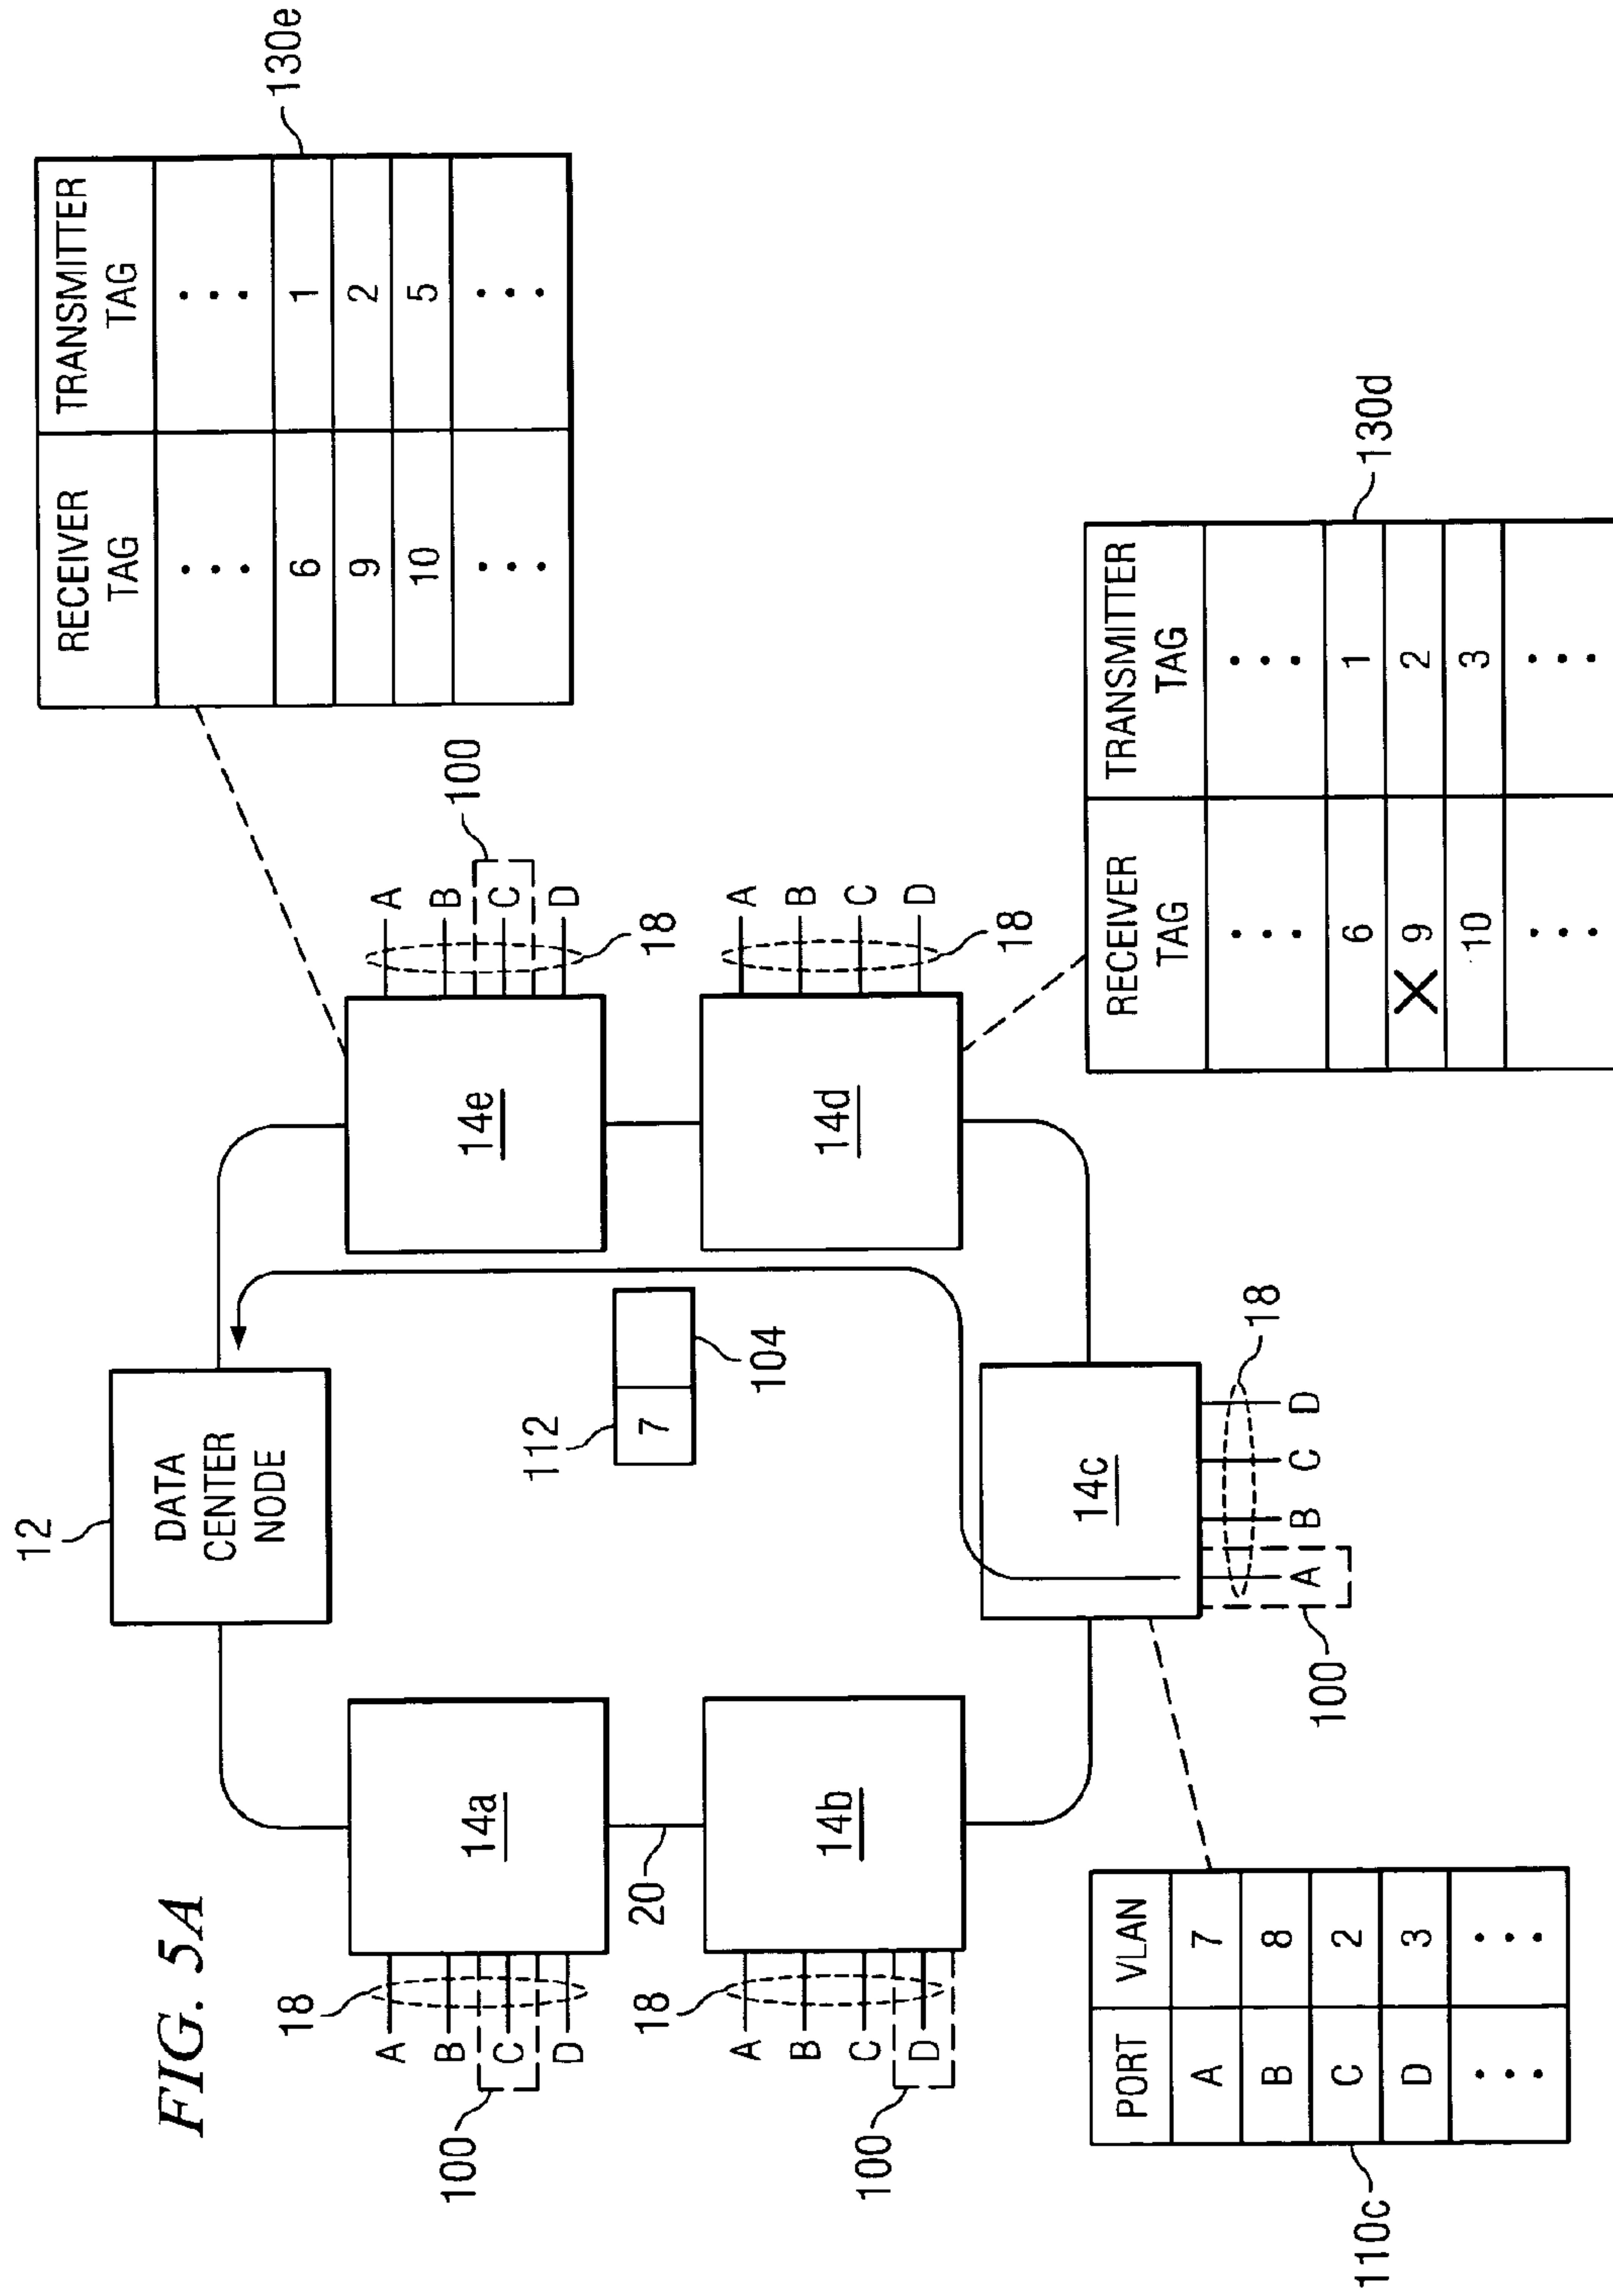 FIG. 5A
12
DATA
CENTER
NODE
14a
18
A
B
C
D
100
20
14b
18
A
B
C
D
100
112
7
104
14e
A
B
C
D
100
18
14d
A
B
C
D
18
14c
A
B
C
D
18
100
RECEIVER TAG TRANSMITTER TAG
⋮ ⋮
6 1
9 2
10 5
⋮ ⋮
130e
RECEIVER TAG TRANSMITTER TAG
⋮ ⋮
6 1
X 9 2
10 3
⋮ ⋮
130d
PORT VLAN
A 7
B 8
C 2
D 3
⋮ ⋮
110c